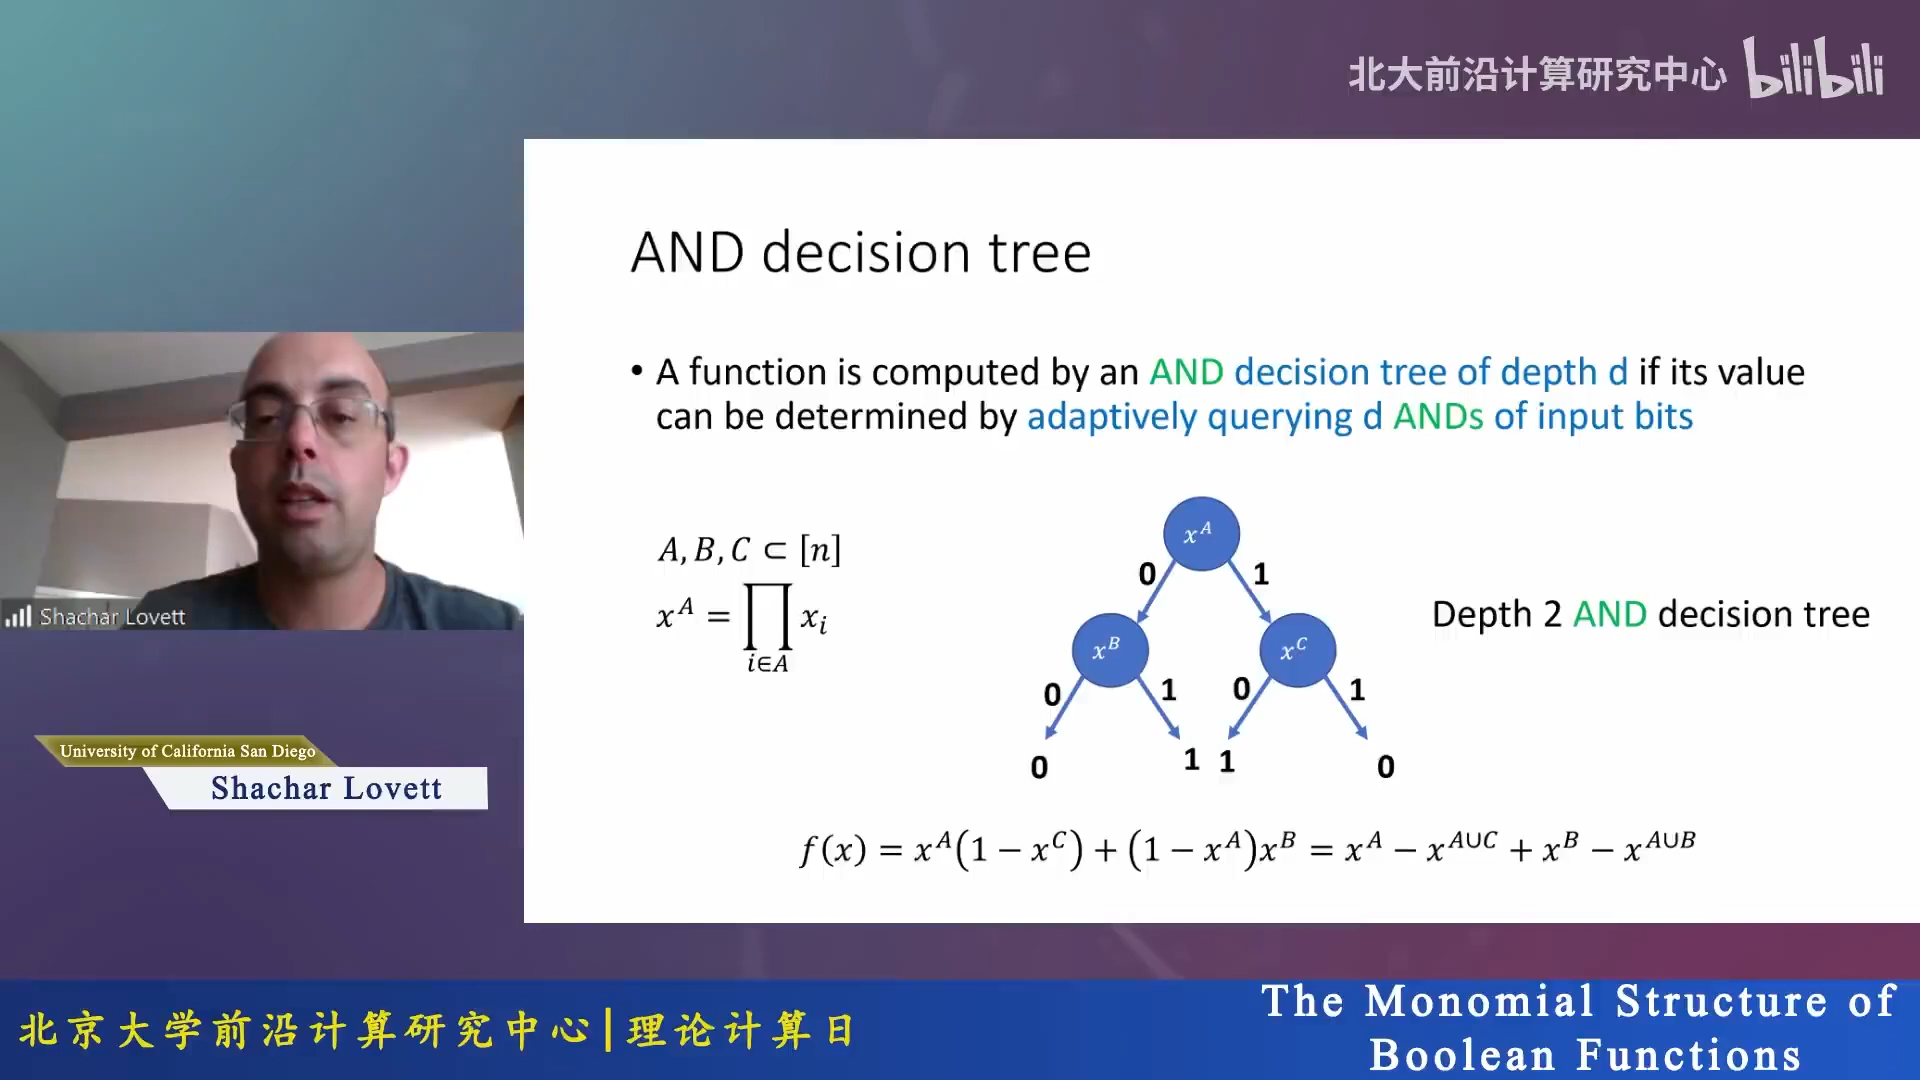 北大前沿计算研究中心 bilibili
AND decision tree
• A function is computed by an AND decision tree of depth d if its value
can be determined by adaptively querying d ANDs of input bits
A, B, C ⊂ [n]
x^A = ∏_{i∈A} x_i
x^A
0 1
x^B x^C
0 1 0 1
0 1 1 0
Depth 2 AND decision tree
f(x) = x^A(1 − x^C) + (1 − x^A)x^B = x^A − x^{A∪C} + x^B − x^{A∪B}
Shachar Lovett
University of California San Diego
Shachar Lovett
北京大学前沿计算研究中心|理论计算日
The Monomial Structure of
Boolean Functions